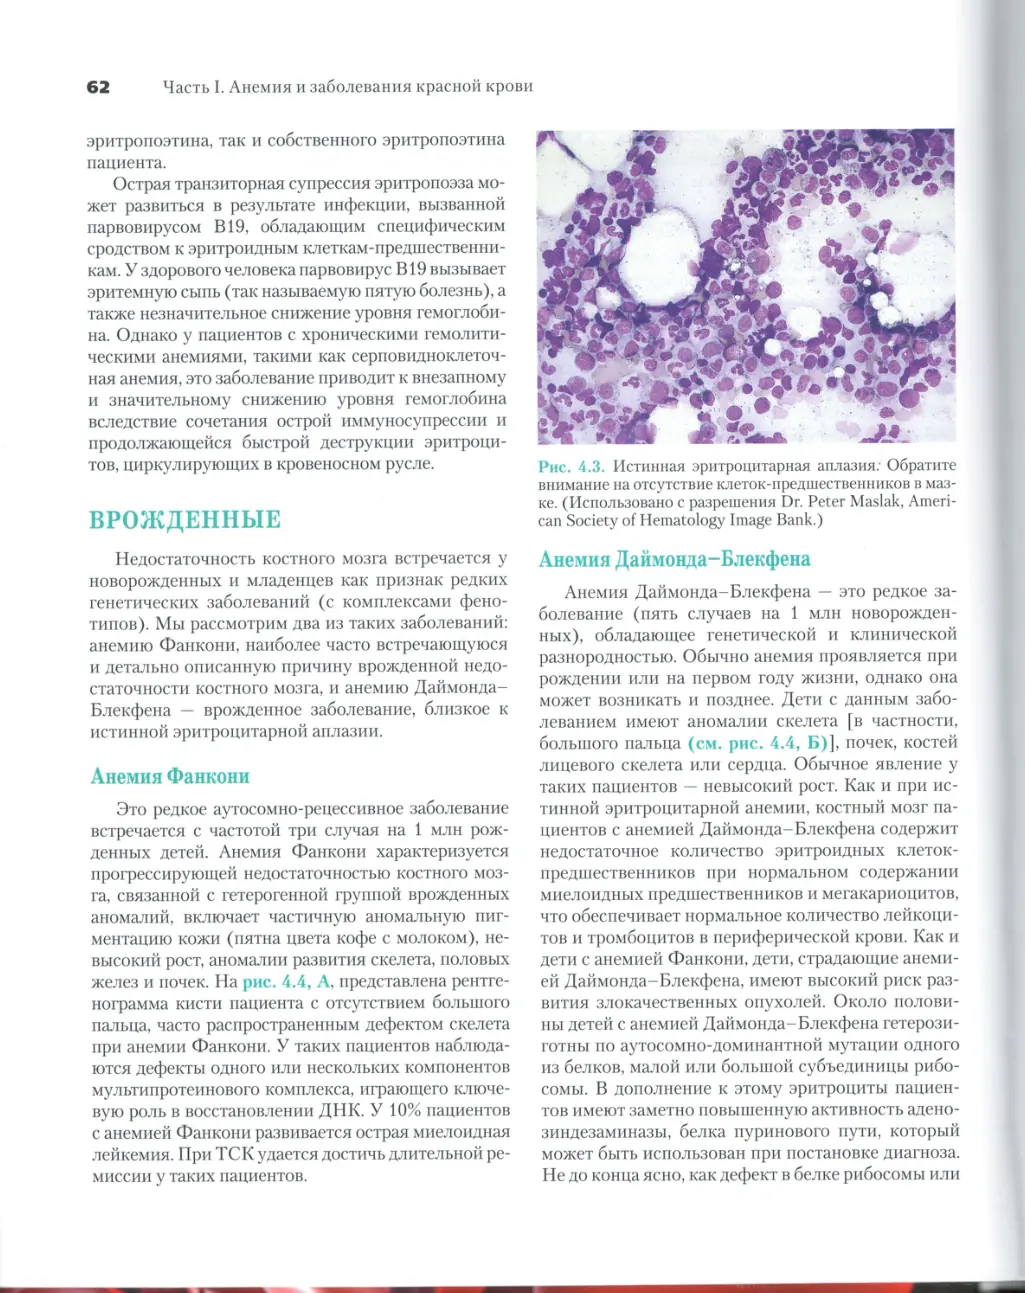 62 Часть I. Анемия и заболевания красной крови
эритропоэтина, так и собственного эритропоэтина
пациента.
Острая транзиторная супрессия эритропоэза мо-
жет развиться в результате инфекции, вызванной
парвовирусом В19, обладающим специфическим
сродством к эритроидным клеткам-предшественни-
кам. У здорового человека парвовирус В19 вызывает
эритемную сыпь (так называемую пятую болезнь), а
также незначительное снижение уровня гемоглоби-
на. Однако у пациентов с хроническими гемолити-
ческими анемиями, такими как серповидноклеточ-
ная анемия, это заболевание приводит к внезапному
и значительному снижению уровня гемоглобина
вследствие сочетания острой иммуносупрессии и
продолжающейся быстрой деструкции эритроци-
тов, циркулирующих в кровеносном русле.
ВРОЖДЕННЫЕ
Недостаточность костного мозга встречается у
новорожденных и младенцев как признак редких
генетических заболеваний (с комплексами фено-
типов). Мы рассмотрим два из таких заболеваний:
анемию Фанкони, наиболее часто встречающуюся
и детально описанную причину врожденной недо-
статочности костного мозга, и анемию Даймонда–
Блекфена — врожденное заболевание, близкое к
истинной эритроцитарной аплазии.
Анемия Фанкони
Это редкое аутосомно-рецессивное заболевание
встречается с частотой три случая на 1 млн рож-
денных детей. Анемия Фанкони характеризуется
прогрессирующей недостаточностью костного моз-
га, связанной с гетерогенной группой врожденных
аномалий, включает частичную аномальную пиг-
ментацию кожи (пятна цвета кофе с молоком), не-
высокий рост, аномалии развития скелета, половых
желез и почек. На рис. 4.4, А, представлена рентге-
нограмма кисти пациента с отсутствием большого
пальца, часто распространенным дефектом скелета
при анемии Фанкони. У таких пациентов наблюда-
ются дефекты одного или нескольких компонентов
мультипротеинового комплекса, играющего ключе-
вую роль в восстановлении ДНК. У 10% пациентов
с анемией Фанкони развивается острая миелоидная
лейкемия. При ТСК удается достичь длительной ре-
миссии у таких пациентов.
Рис. 4.3. Истинная эритроцитарная аплазия. Обратите
внимание на отсутствие клеток-предшественников в маз-
ке. (Использовано с разрешения Dr. Peter Maslak, Ameri-
can Society of Hematology Image Bank.)
Анемия Даймонда–Блекфена
Анемия Даймонда–Блекфена — это редкое за-
болевание (пять случаев на 1 млн новорожден-
ных), обладающее генетической и клинической
разнородностью. Обычно анемия проявляется при
рождении или на первом году жизни, однако она
может возникать и позднее. Дети с данным забо-
леванием имеют аномалии скелета [в частности,
большого пальца (см. рис. 4.4, Б)], почек, костей
лицевого скелета или сердца. Обычное явление у
таких пациентов — невысокий рост. Как и при ис-
тинной эритроцитарной анемии, костный мозг па-
циентов с анемией Даймонда–Блекфена содержит
недостаточное количество эритроидных клеток-
предшественников при нормальном содержании
миелоидных предшественников и мегакариоцитов,
что обеспечивает нормальное количество лейкоци-
тов и тромбоцитов в периферической крови. Как и
дети с анемией Фанкони, дети, страдающие анеми-
ей Даймонда–Блекфена, имеют высокий риск раз-
вития злокачественных опухолей. Около полови-
ны детей с анемией Даймонда–Блекфена гетерози-
готны по аутосомно-доминантной мутации одного
из белков, малой или большой субъединицы рибо-
сомы. В дополнение к этому эритроциты пациен-
тов имеют заметно повышенную активность адено-
зиндезаминазы, белка пуринового пути, который
может быть использован при постановке диагноза.
Не до конца ясно, как дефект в белке рибосомы или